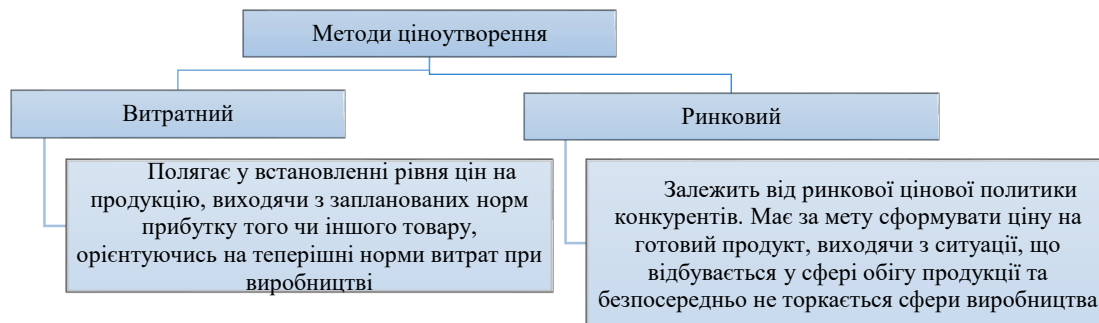 Методи ціноутворення
Витратний
Ринковий
Полягає у встановленні рівня цін на
продукцію, виходячи з запланованих норм
прибутку того чи іншого товару,
орієнтуючись на теперішні норми витрат при
виробництві
Залежить від ринкової цінової політики
конкурентів. Має за мету сформувати ціну на
готовий продукт, виходячи з ситуації, що
відбувається у сфері обігу продукції та
безпосередньо не торкається сфери виробництва